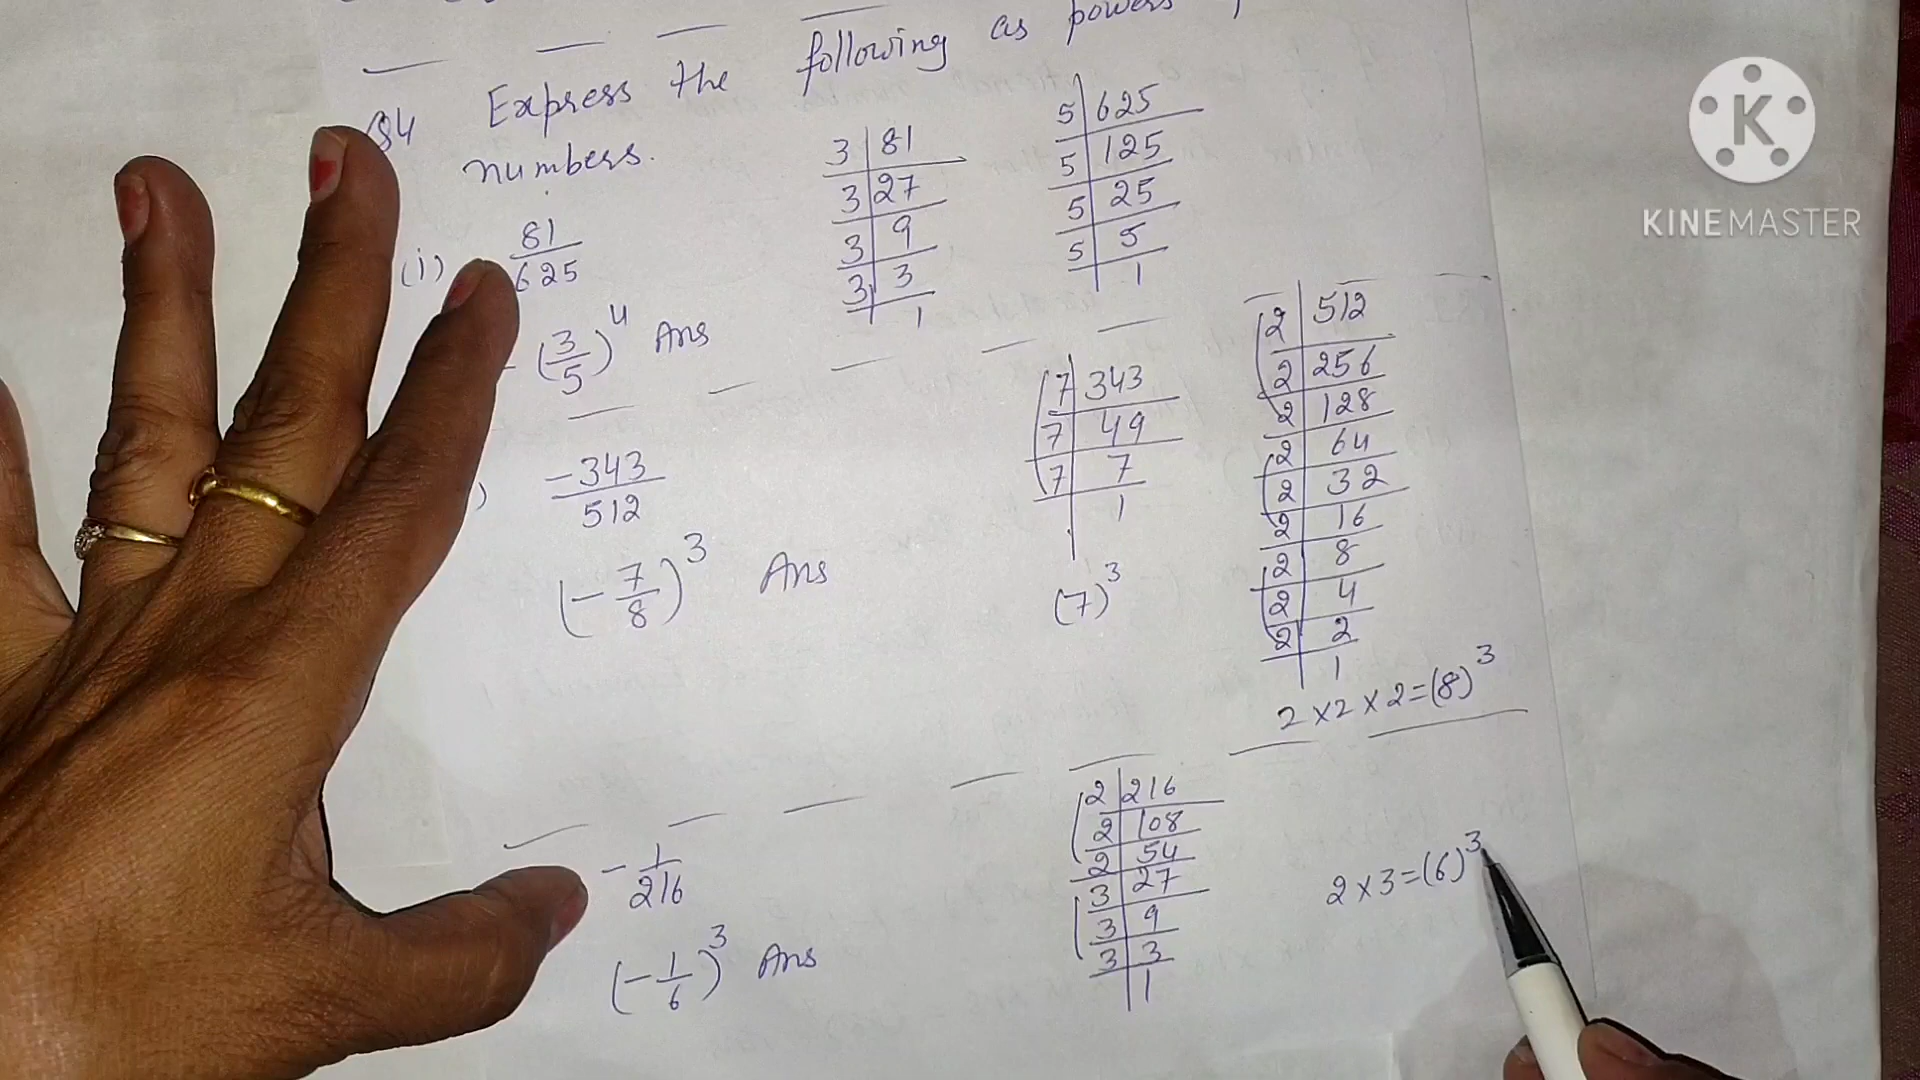 Q4 Express the following as powers
numbers.
(i) 81/625
(3/5)^4 Ans
3 | 81
3 | 27
3 | 9
3 | 3
1
5 | 625
5 | 125
5 | 25
5 | 5
1
) -343/512
(-7/8)^3 Ans
7 | 343
7 | 49
7 | 7
1
(7)^3
2 | 512
2 | 256
2 | 128
2 | 64
2 | 32
2 | 16
2 | 8
2 | 4
2 | 2
1
2 × 2 × 2 = (8)^3
-1/216
(-1/6)^3 Ans
2 | 216
2 | 108
2 | 54
3 | 27
3 | 9
3 | 3
1
2 × 3 = (6)^3
K
KINEMASTER